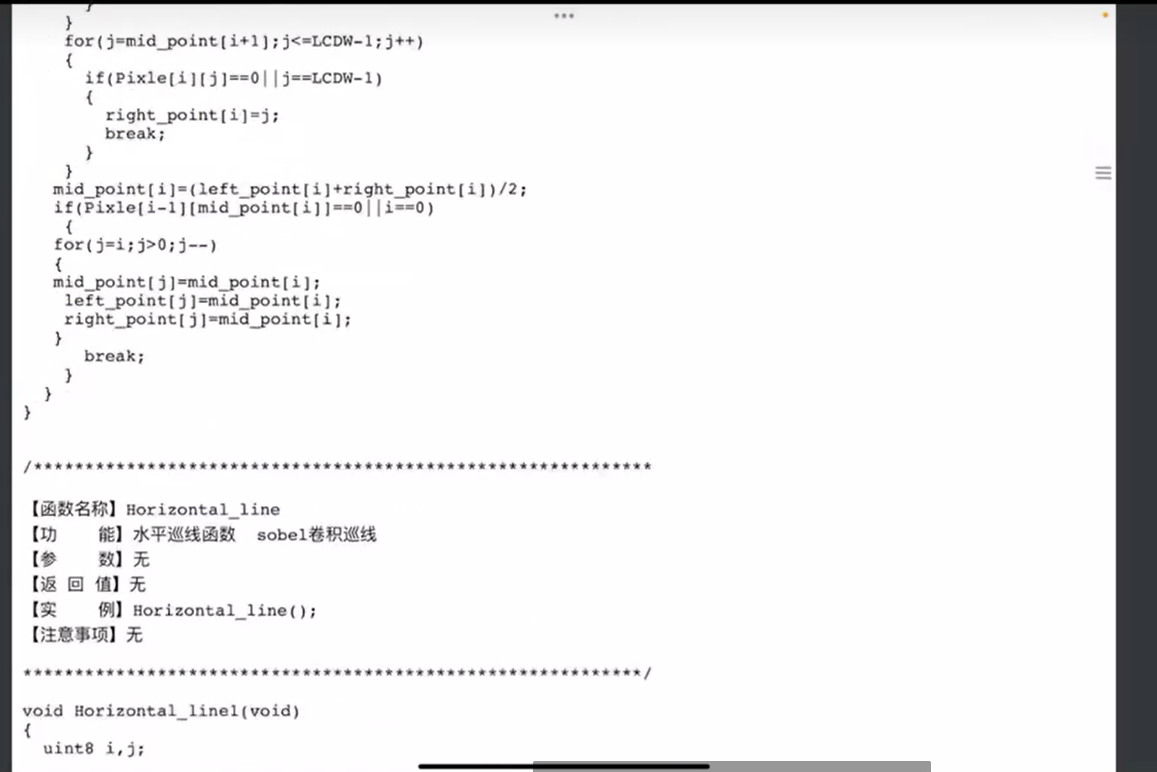 }
}
for(j=mid_point[i+1];j<=LCDW-1;j++)
{
if(Pixle[i][j]==0||j==LCDW-1)
{
right_point[i]=j;
break;
}
}
mid_point[i]=(left_point[i]+right_point[i])/2;
if(Pixle[i-1][mid_point[i]]==0||i==0)
{
for(j=i;j>0;j--)
{
mid_point[j]=mid_point[i];
left_point[j]=mid_point[i];
right_point[j]=mid_point[i];
}
break;
}
}
}
/************************************************************
【函数名称】Horizontal_line
【功    能】水平巡线函数  sobel卷积巡线
【参    数】无
【返 回 值】无
【实    例】Horizontal_line();
【注意事项】无
************************************************************/
void Horizontal_line1(void)
{
uint8 i,j;